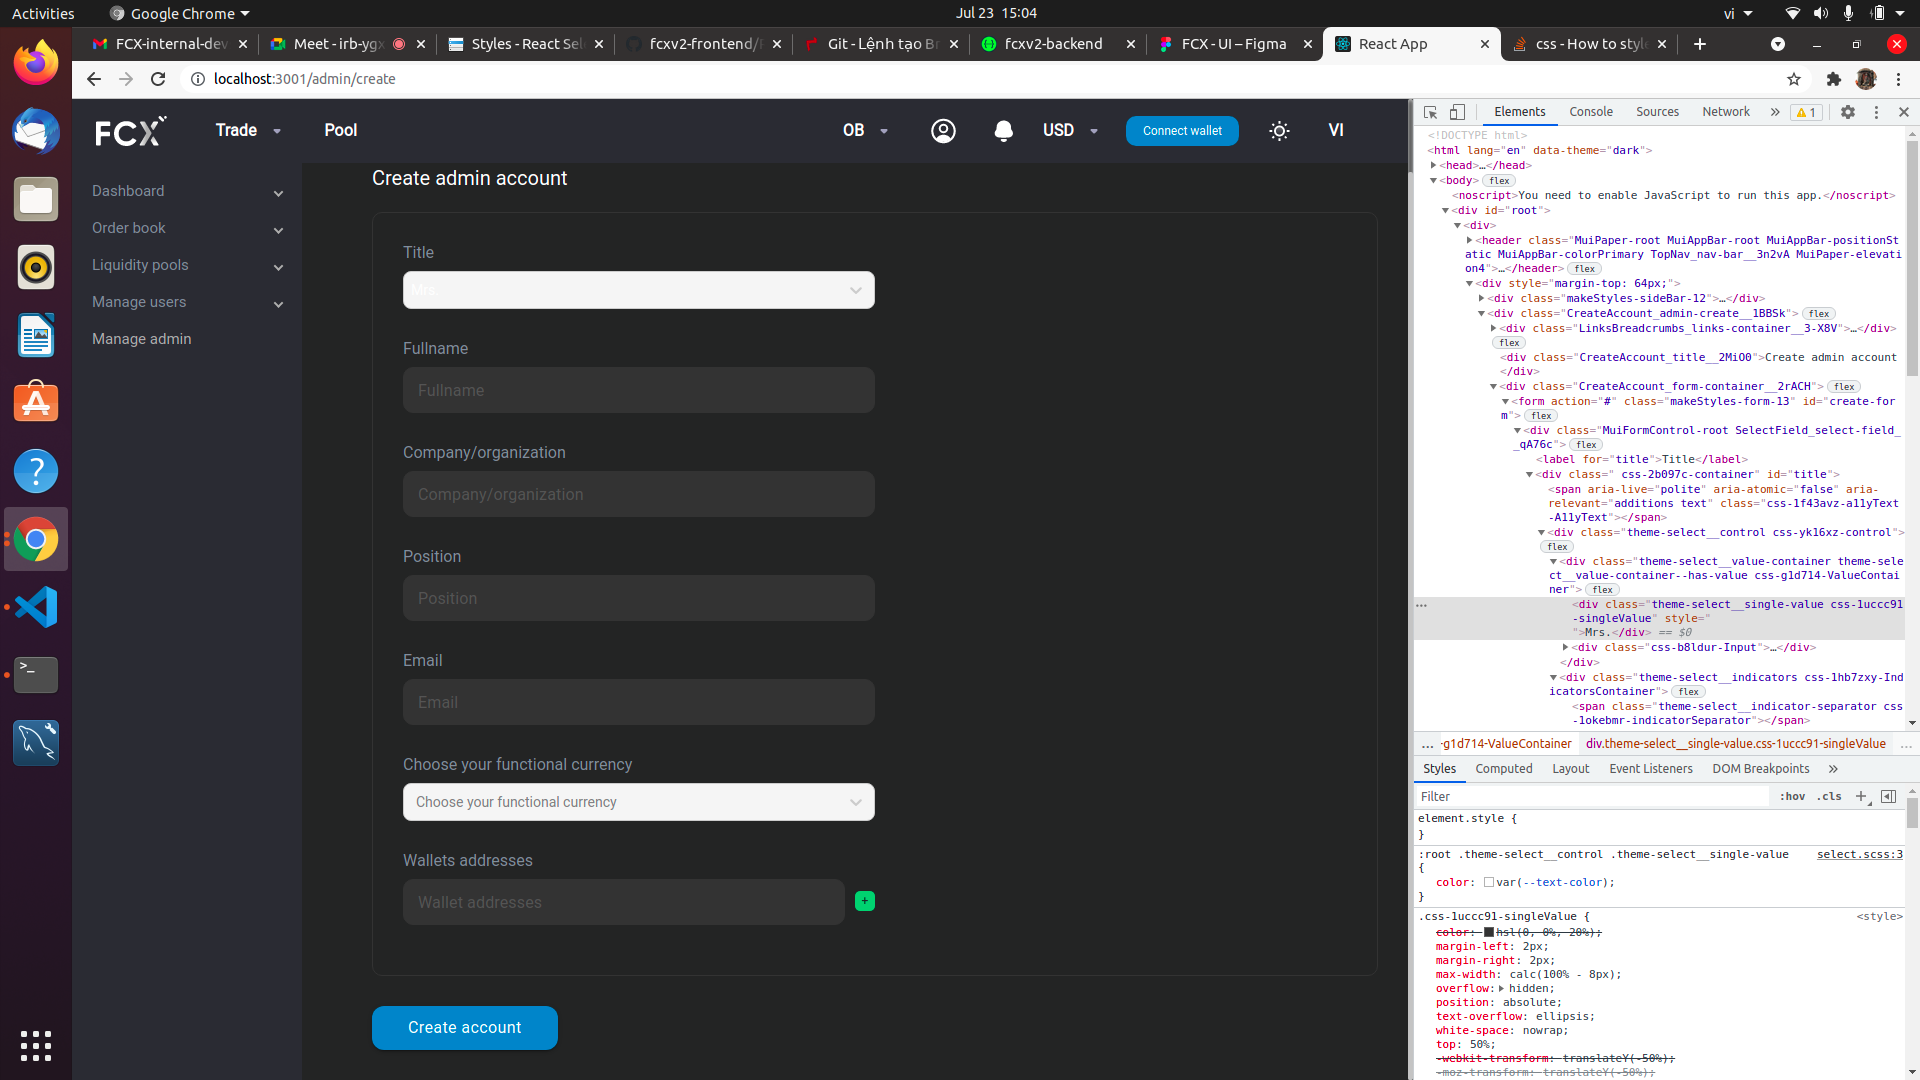 Activities
Google Chrome
Jul 23 15:04
vi
FCX-internal-dev
Meet - irb-ygx
Styles - React Sel
fcxv2-frontend/
Git - Lệnh tạo B
fcxv2-backend
FCX - UI – Figma
React App
css - How to style
localhost:3001/admin/create
FCX
Trade
Pool
OB
USD
Connect wallet
VI
Dashboard
Order book
Liquidity pools
Manage users
Manage admin
Create admin account
Title
Mrs.
Fullname
Fullname
Company/organization
Company/organization
Position
Position
Email
Email
Choose your functional currency
Choose your functional currency
Wallets addresses
Wallet addresses
+
Create account
Elements
Console
Sources
Network
»
1
<!DOCTYPE html>
<html lang="en" data-theme="dark">
<head>…</head>
<body> flex
<noscript>You need to enable JavaScript to run this app.</noscript>
<div id="root">
<div>
<header class="MuiPaper-root MuiAppBar-root MuiAppBar-positionSt
atic MuiAppBar-colorPrimary TopNav_nav-bar__3n2vA MuiPaper-elevati
on4">…</header> flex
<div style="margin-top: 64px;">
<div class="makeStyles-sideBar-12">…</div>
<div class="CreateAccount_admin-create__1BBSk"> flex
<div class="LinksBreadcrumbs_links-container__3-X8V">…</div>
flex
<div class="CreateAccount_title__2MiO0">Create admin account
</div>
<div class="CreateAccount_form-container__2rACH"> flex
<form action="#" class="makeStyles-form-13" id="create-for
m"> flex
<div class="MuiFormControl-root SelectField_select-field_
_qA76c"> flex
<label for="title">Title</label>
<div class=" css-2b097c-container" id="title">
<span aria-live="polite" aria-atomic="false" aria-
relevant="additions text" class="css-1f43avz-a11yText
-A11yText"></span>
<div class="theme-select__control css-yk16xz-control">
flex
<div class="theme-select__value-container theme-sele
ct__value-container--has-value css-g1d714-ValueContai
ner"> flex
<div class="theme-select__single-value css-1uccc91
-singleValue" style="
">Mrs.</div> == $0
<div class="css-b8ldur-Input">…</div>
</div>
<div class="theme-select__indicators css-1hb7zxy-Ind
icatorsContainer"> flex
<span class="theme-select__indicator-separator css
-1okebmr-indicatorSeparator"></span>
… -g1d714-ValueContainer div.theme-select__single-value.css-1uccc91-singleValue …
Styles
Computed
Layout
Event Listeners
DOM Breakpoints
»
Filter
:hov
.cls
+
element.style {
}
:root .theme-select__control .theme-select__single-value
select.scss:3
{
color: var(--text-color);
}
.css-1uccc91-singleValue {
<style>
color: hsl(0, 0%, 20%);
margin-left: 2px;
margin-right: 2px;
max-width: calc(100% - 8px);
overflow: hidden;
position: absolute;
text-overflow: ellipsis;
white-space: nowrap;
top: 50%;
-webkit-transform: translateY(-50%);
-moz-transform: translateY(-50%);